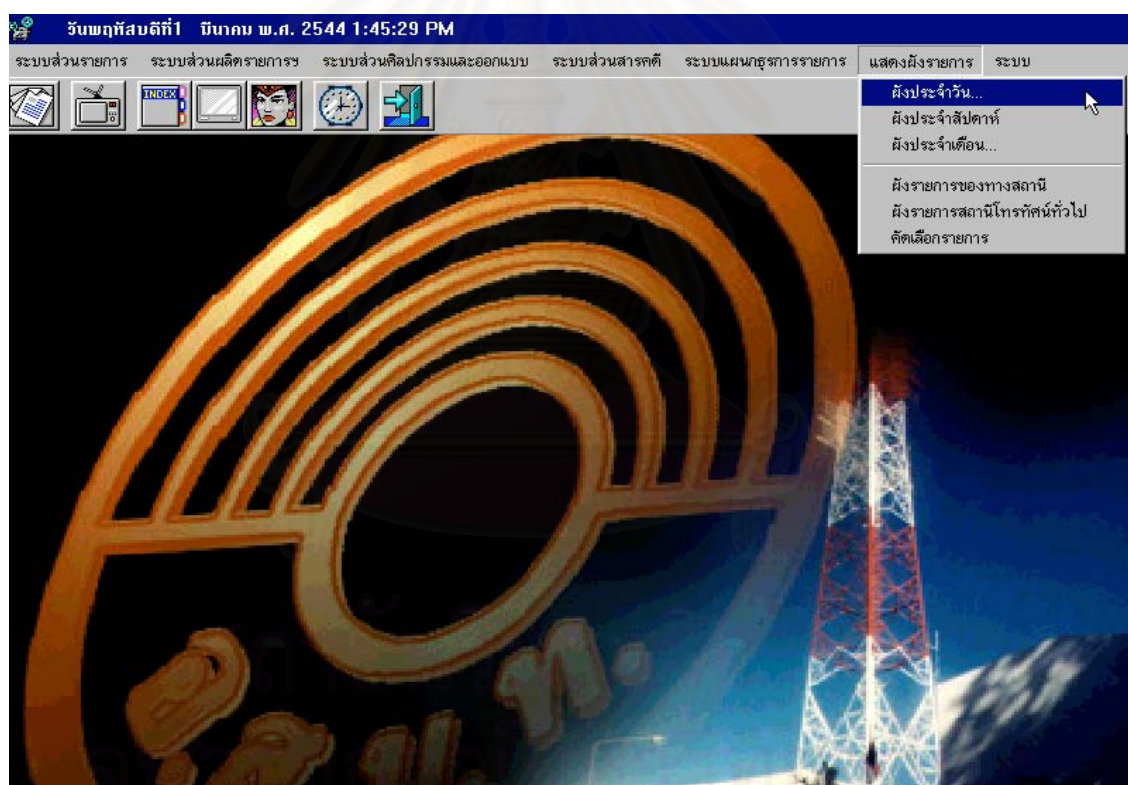 วันพฤหัสบดีที่1 มีนาคม พ.ศ. 2544 1:45:29 PM
ระบบส่วนรายการ ระบบส่วนผลิตรายการฯ ระบบส่วนศิลปกรรมและออกแบบ ระบบส่วนสารคดี ระบบแผนกธุรการรายการ แสดงผังรายการ ระบบ
INDEX
ผังประจำวัน...
ผังประจำสัปดาห์
ผังประจำเดือน...
ผังรายการของทางสถานี
ผังรายการสถานีโทรทัศน์ทั่วไป
คัดเลือกรายการ
อ.ส.ม.ท.